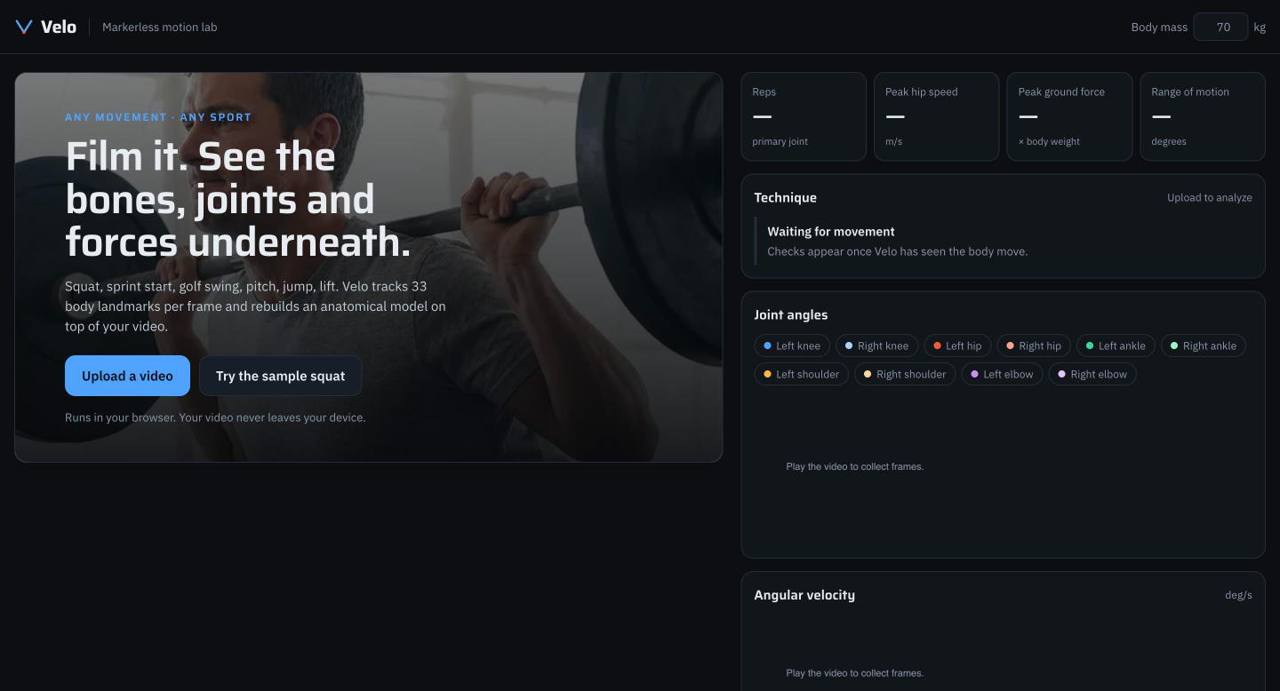 Velo
Markerless motion lab
Body mass 70 kg
ANY MOVEMENT · ANY SPORT
Film it. See the
bones, joints and
forces underneath.
Squat, sprint start, golf swing, pitch, jump, lift. Velo tracks 33
body landmarks per frame and rebuilds an anatomical model on
top of your video.
Upload a video
Try the sample squat
Runs in your browser. Your video never leaves your device.
Reps
—
primary joint
Peak hip speed
—
m/s
Peak ground force
—
× body weight
Range of motion
—
degrees
Technique
Upload to analyze
Waiting for movement
Checks appear once Velo has seen the body move.
Joint angles
Left knee
Right knee
Left hip
Right hip
Left ankle
Right ankle
Left shoulder
Right shoulder
Left elbow
Right elbow
Play the video to collect frames.
Angular velocity
deg/s
Play the video to collect frames.